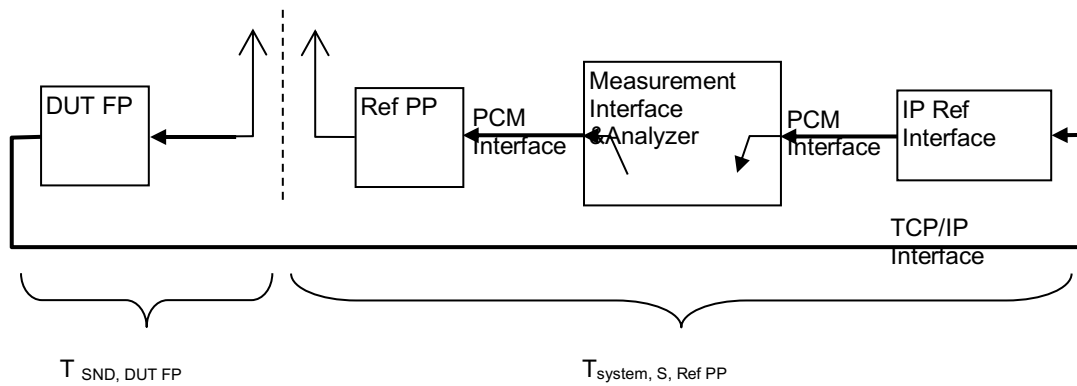 DUT FP
Ref PP
PCM
Interface
Measurement
Interface
&Analyzer
PCM
Interface
IP Ref
Interface
TCP/IP
Interface
T SND, DUT FP
Tsystem, S, Ref PP